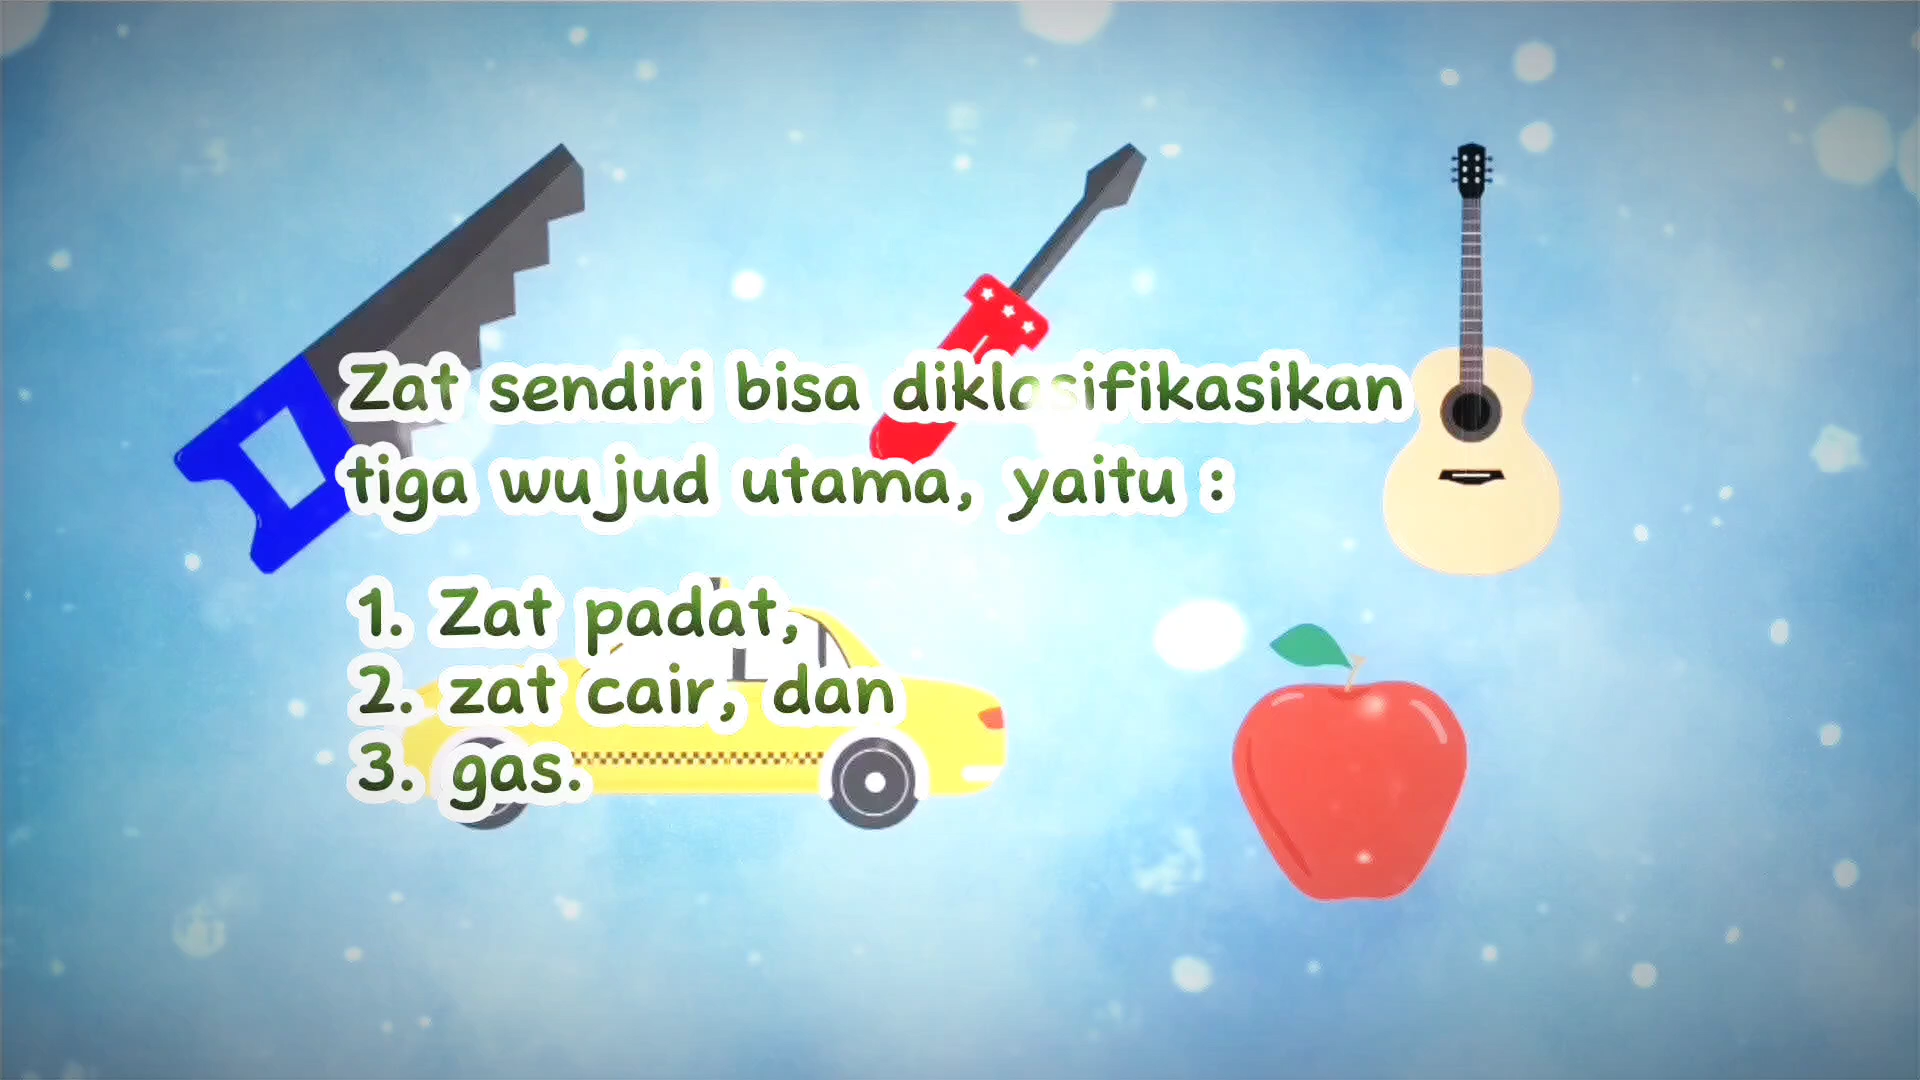 Zat sendiri bisa diklasifikasikan
tiga wujud utama, yaitu :
1. Zat padat,
2. zat cair, dan
3. gas.